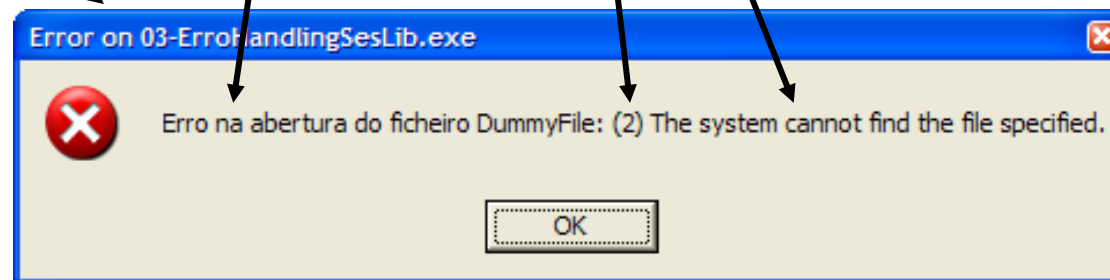 Error on 03-ErroHandlingSesLib.exe
Erro na abertura do ficheiro DummyFile: (2) The system cannot find the file specified.
OK